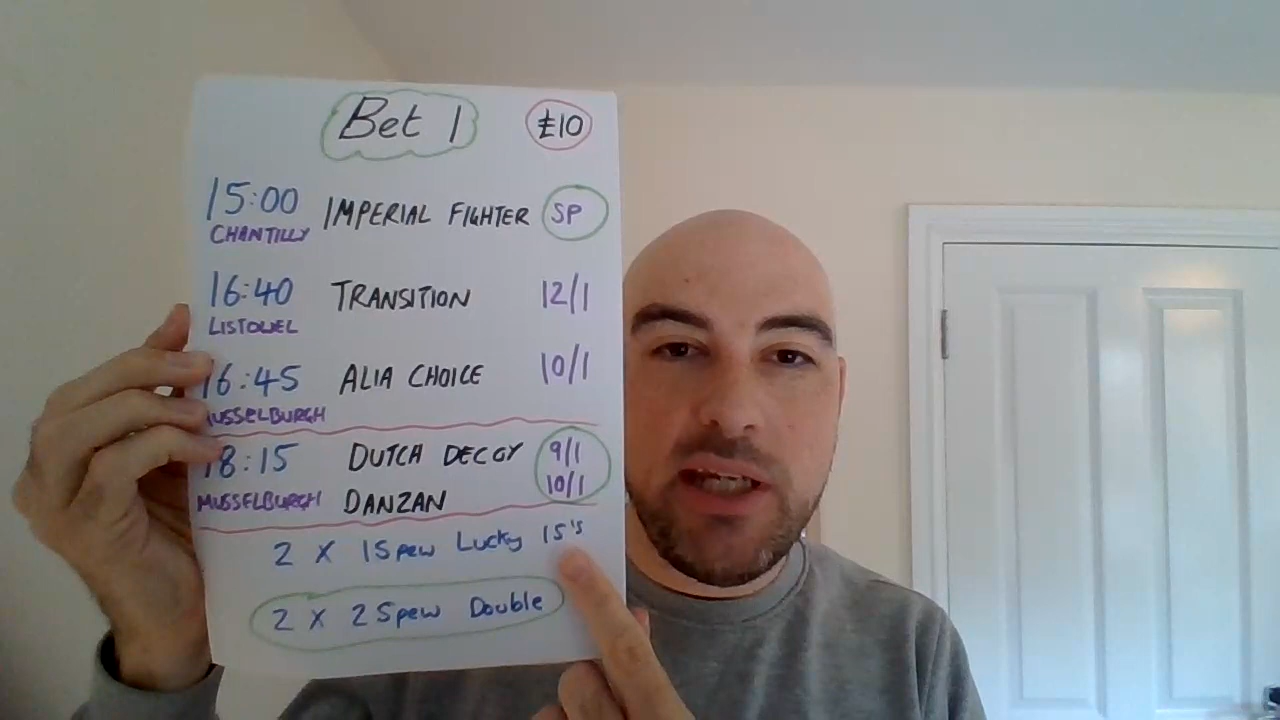 Bet 1 £10
15:00 IMPERIAL FIGHTER SP
CHANTILLY
16:40 TRANSITION 12/1
LISTOWEL
16:45 ALIA CHOICE 10/1
MUSSELBURGH
18:15 DUTCH DECOY 9/1
MUSSELBURGH DANZAN 10/1
2 X 15pew Lucky 15's
2 X 25pew Double